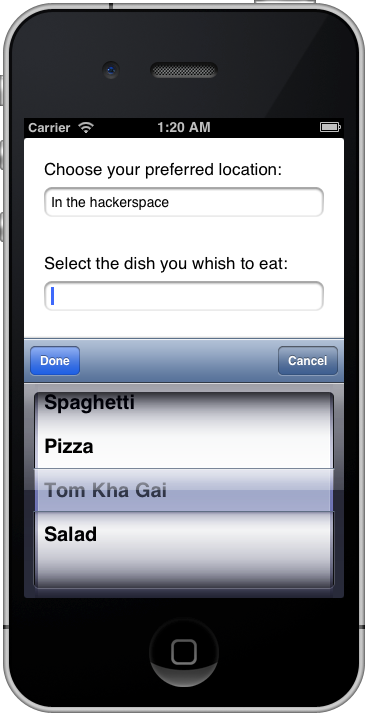 Carrier 1:20 AM
Choose your preferred location:
In the hackerspace
Select the dish you whish to eat:
Done Cancel
Spaghetti
Pizza
Tom Kha Gai
Salad